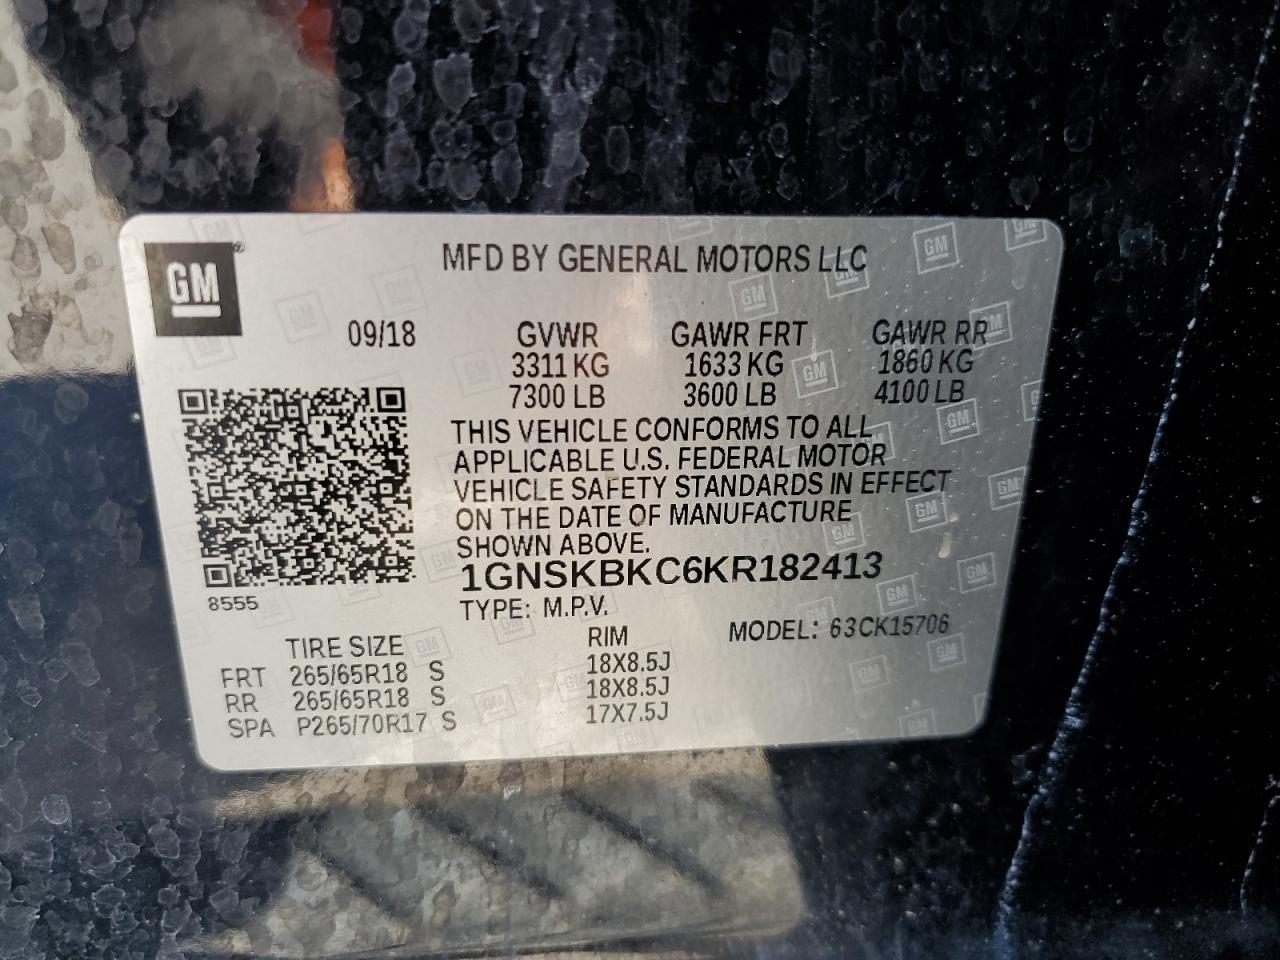 GM®
MFD BY GENERAL MOTORS LLC
09/18 GVWR GAWR FRT GAWR RR
3311 KG 1633 KG 1860 KG
7300 LB 3600 LB 4100 LB
THIS VEHICLE CONFORMS TO ALL
APPLICABLE U.S. FEDERAL MOTOR
VEHICLE SAFETY STANDARDS IN EFFECT
ON THE DATE OF MANUFACTURE
SHOWN ABOVE.
1GNSKBKC6KR182413
8555
TYPE: M.P.V. MODEL: 63CK15706
TIRE SIZE RIM
FRT 265/65R18 S 18X8.5J
RR 265/65R18 S 18X8.5J
SPA P265/70R17 S 17X7.5J